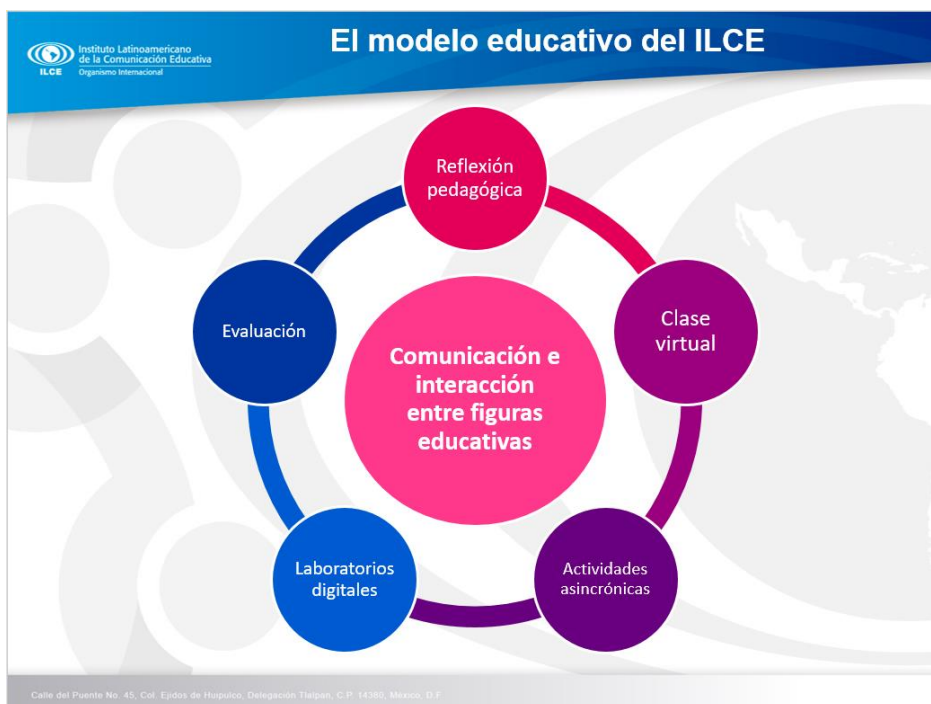 El modelo educativo del ILCE
Instituto Latinoamericano
de la Comunicación Educativa
ILCE
Organismo Internacional
Reflexión
pedagógica
Clase
virtual
Actividades
asincrónicas
Laboratorios
digitales
Evaluación
Comunicación e
interacción
entre figuras
educativas
Calle del Puente No. 45, Col. Ejidos de Huipulco, Delegación Tlalpan, C.P. 14380, México, D.F.